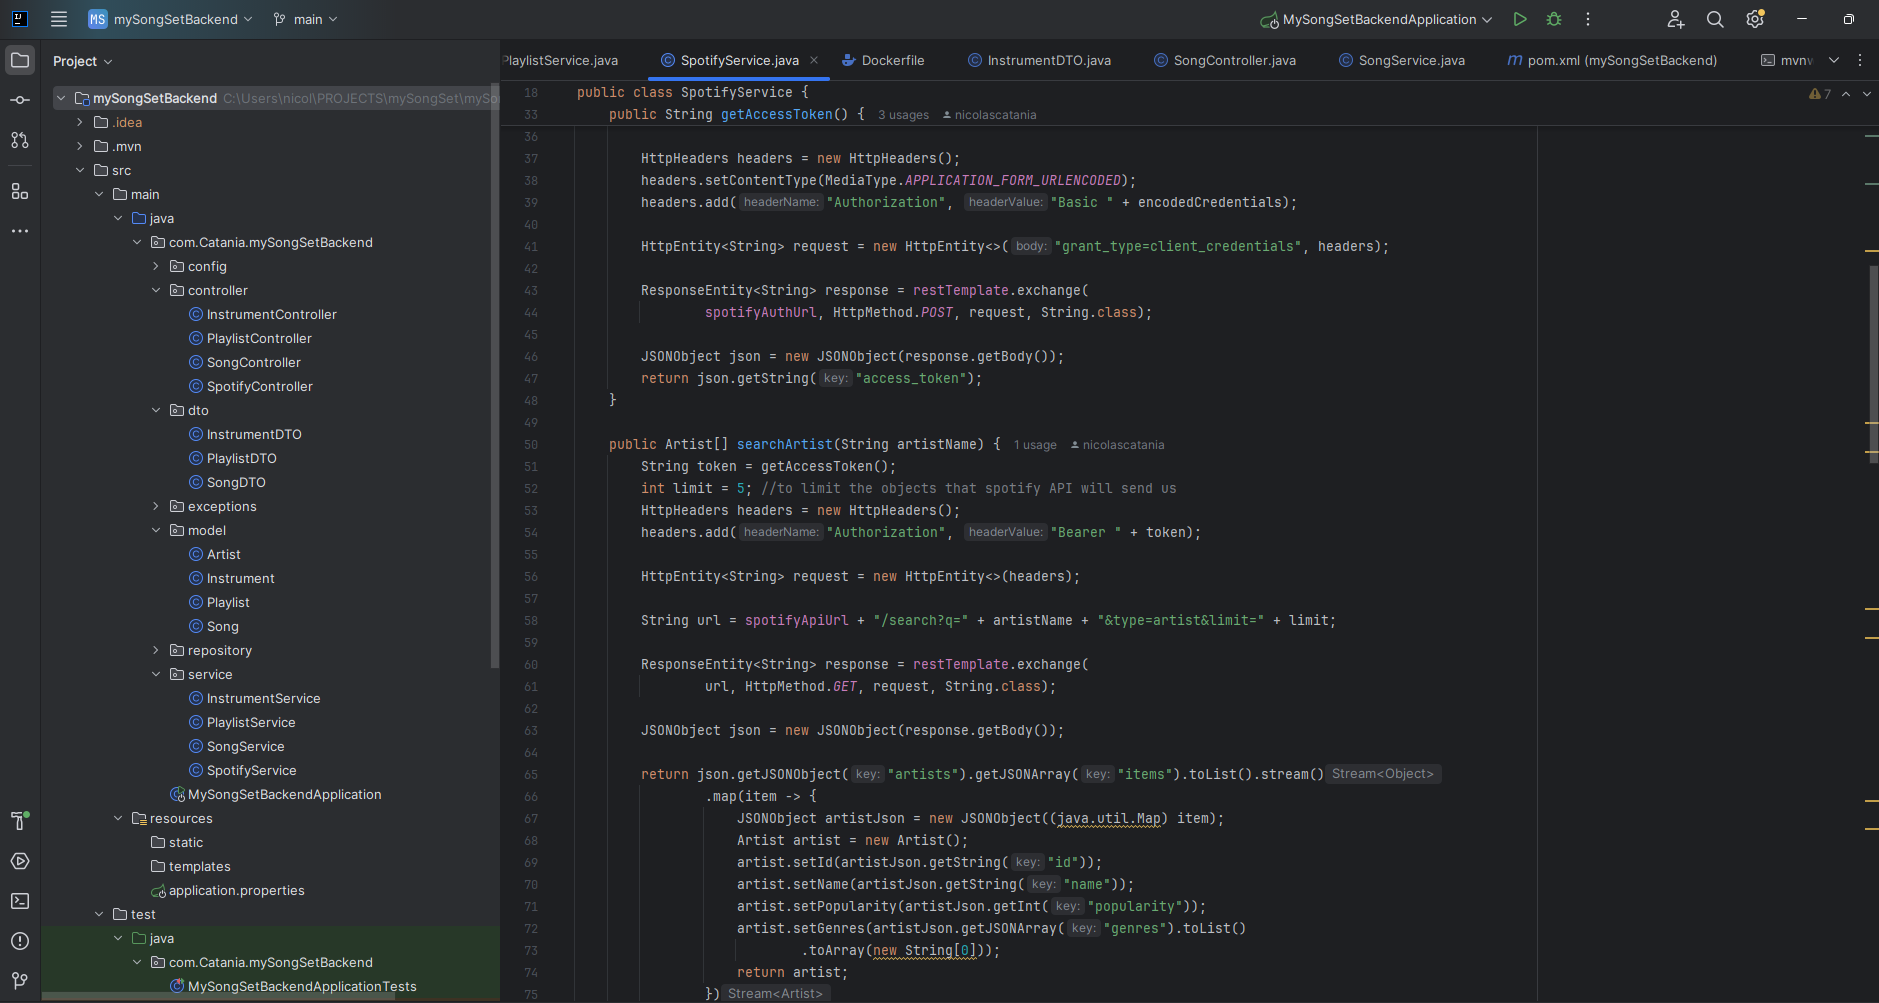 MS mySongSetBackend main MySongSetBackendApplication
Project
mySongSetBackend C:\Users\nicol\PROJECTS\mySongSet\mySo
.idea
.mvn
src
main
java
com.Catania.mySongSetBackend
config
controller
InstrumentController
PlaylistController
SongController
SpotifyController
dto
InstrumentDTO
PlaylistDTO
SongDTO
exceptions
model
Artist
Instrument
Playlist
Song
repository
service
InstrumentService
PlaylistService
SongService
SpotifyService
MySongSetBackendApplication
resources
static
templates
application.properties
test
java
com.Catania.mySongSetBackend
MySongSetBackendApplicationTests
PlaylistService.java SpotifyService.java Dockerfile InstrumentDTO.java SongController.java SongService.java pom.xml (mySongSetBackend) mvnw
7
18 public class SpotifyService {
33 public String getAccessToken() { 3 usages nicolascatania
36
37 HttpHeaders headers = new HttpHeaders();
38 headers.setContentType(MediaType.APPLICATION_FORM_URLENCODED);
39 headers.add( headerName: "Authorization", headerValue: "Basic " + encodedCredentials);
40
41 HttpEntity<String> request = new HttpEntity<>( body: "grant_type=client_credentials", headers);
42
43 ResponseEntity<String> response = restTemplate.exchange(
44 spotifyAuthUrl, HttpMethod.POST, request, String.class);
45
46 JSONObject json = new JSONObject(response.getBody());
47 return json.getString( key: "access_token");
48 }
49
50 public Artist[] searchArtist(String artistName) { 1 usage nicolascatania
51 String token = getAccessToken();
52 int limit = 5; //to limit the objects that spotify API will send us
53 HttpHeaders headers = new HttpHeaders();
54 headers.add( headerName: "Authorization", headerValue: "Bearer " + token);
55
56 HttpEntity<String> request = new HttpEntity<>(headers);
57
58 String url = spotifyApiUrl + "/search?q=" + artistName + "&type=artist&limit=" + limit;
59
60 ResponseEntity<String> response = restTemplate.exchange(
61 url, HttpMethod.GET, request, String.class);
62
63 JSONObject json = new JSONObject(response.getBody());
64
65 return json.getJSONObject( key: "artists").getJSONArray( key: "items").toList().stream() Stream<Object>
66 .map(item -> {
67 JSONObject artistJson = new JSONObject((java.util.Map) item);
68 Artist artist = new Artist();
69 artist.setId(artistJson.getString( key: "id"));
70 artist.setName(artistJson.getString( key: "name"));
71 artist.setPopularity(artistJson.getInt( key: "popularity"));
72 artist.setGenres(artistJson.getJSONArray( key: "genres").toList()
73 .toArray(new String[0]));
74 return artist;
75 }) Stream<Artist>